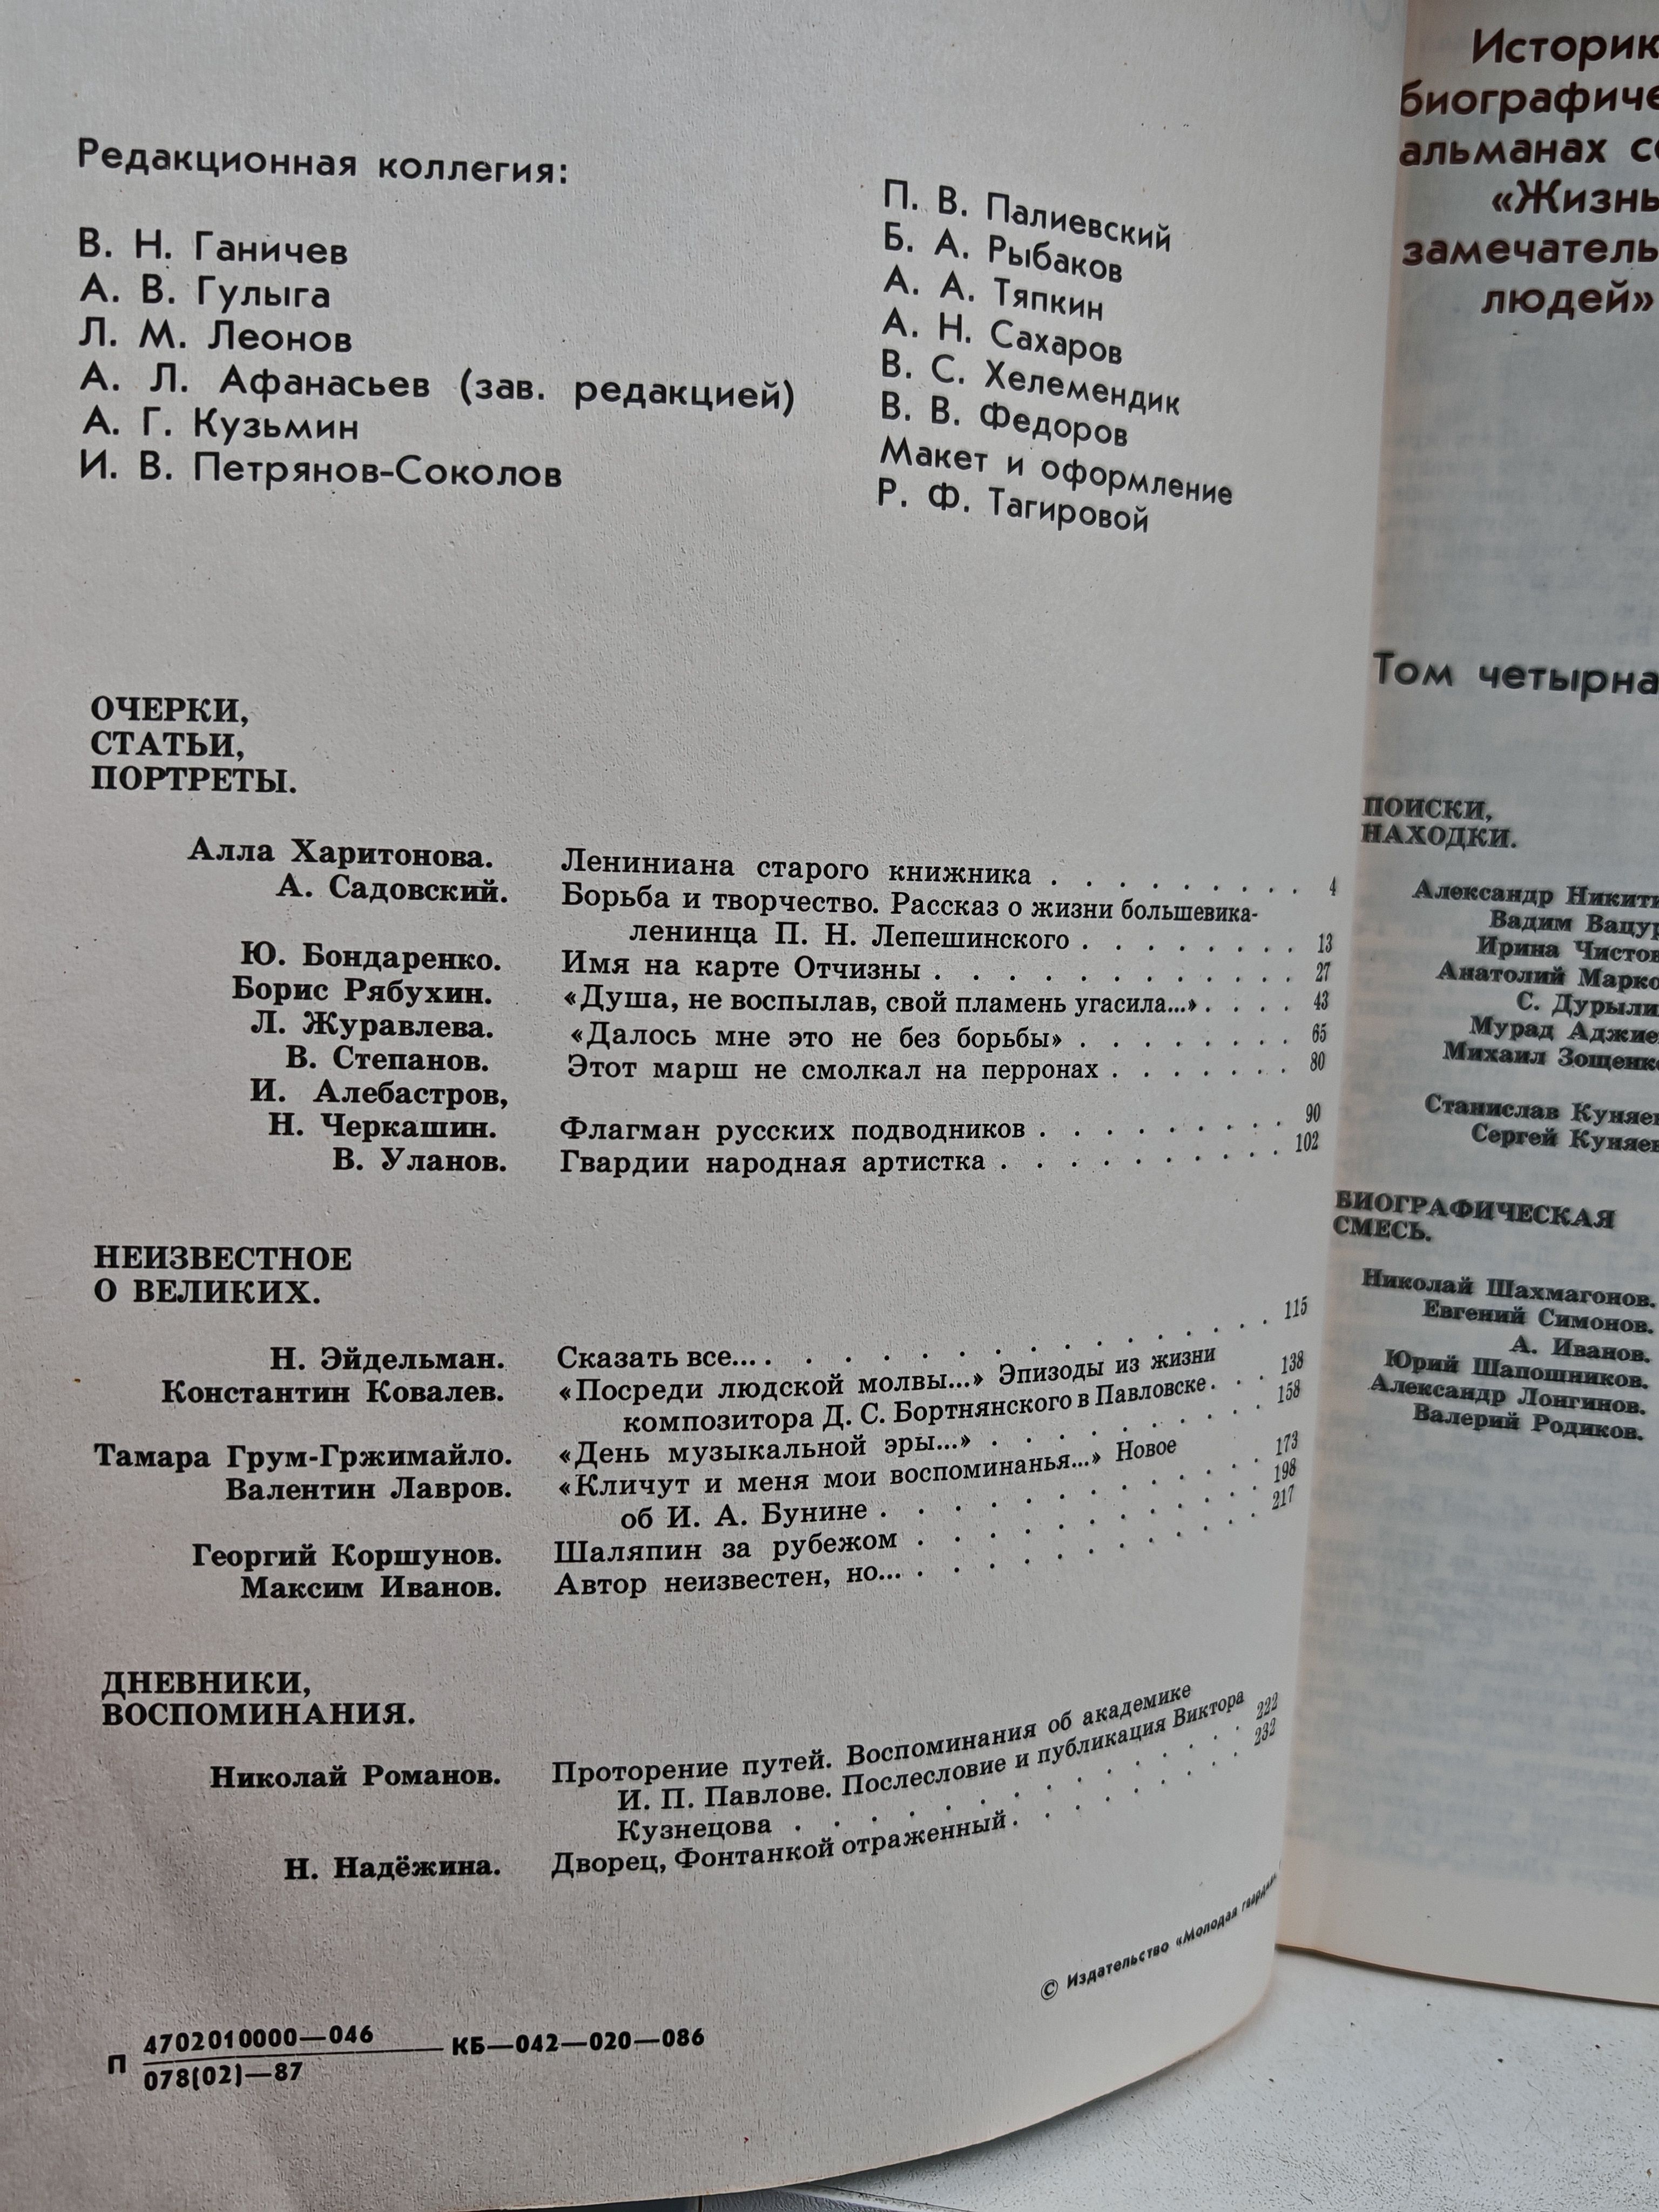 Редакционная коллегия:
В. Н. Ганичев
А. В. Гулыга
Л. М. Леонов
А. Л. Афанасьев (зав. редакцией)
А. Г. Кузьмин
И. В. Петрянов-Соколов
П. В. Палиевский
Б. А. Рыбаков
А. А. Тяпкин
А. Н. Сахаров
В. С. Хелемендик
В. В. Федоров
Макет и оформление
Р. Ф. Тагировой
ОЧЕРКИ,
СТАТЬИ,
ПОРТРЕТЫ.
Алла Харитонова. Лениниана старого книжника . . . . . . . . 4
А. Садовский. Борьба и творчество. Рассказ о жизни большевика-
ленинца П. Н. Лепешинского . . . . . . . 13
Ю. Бондаренко. Имя на карте Отчизны . . . . . . . . . . . 27
Борис Рябухин. «Душа, не воспылав, свой пламень угасила...» . . . . 43
Л. Журавлева. «Далось мне это не без борьбы» . . . . . . . . 65
В. Степанов. Этот марш не смолкал на перронах . . . . . . . 80
И. Алебастров,
Н. Черкашин. Флагман русских подводников . . . . . . . . 90
В. Уланов. Гвардии народная артистка . . . . . . . . . 102
НЕИЗВЕСТНОЕ
О ВЕЛИКИХ.
Н. Эйдельман. Сказать все... . . . . . . . . . . . . . 115
Константин Ковалев. «Посреди людской молвы...» Эпизоды из жизни
композитора Д. С. Бортнянского в Павловске . . . 138
Тамара Грум-Гржимайло. «День музыкальной эры...» . . . . . . . . 158
Валентин Лавров. «Кличут и меня мои воспоминанья...» Новое
об И. А. Бунине . . . . . . . . . . . 173
Георгий Коршунов. Шаляпин за рубежом . . . . . . . . . . 198
Максим Иванов. Автор неизвестен, но... . . . . . . . . . . 217
ДНЕВНИКИ,
ВОСПОМИНАНИЯ.
Николай Романов. Проторение путей. Воспоминания об академике
И. П. Павлове. Послесловие и публикация Виктора
Кузнецова . . . . . . . . . . . . 222
Н. Надёжина. Дворец, Фонтанкой отраженный . . . . . . . 232
© Издательство «Молодая
П 4702010000—046 КБ—042—020—086
078(02)—87
Историк
биографиче
альманах се
«Жизнь
замечатель
людей»
Том четырна
ПОИСКИ,
НАХОДКИ.
Александр Никити
Вадим Вацур
Ирина Чистов
Анатолий Марко
С. Дурыли
Мурад Аджие
Михаил Зощенк
Станислав Куняе
Сергей Куняе
БИОГРАФИЧЕСКАЯ
СМЕСЬ.
Николай Шахмагонов.
Евгений Симонов.
А. Иванов.
Юрий Шапошников.
Александр Лонгинов.
Валерий Родиков.